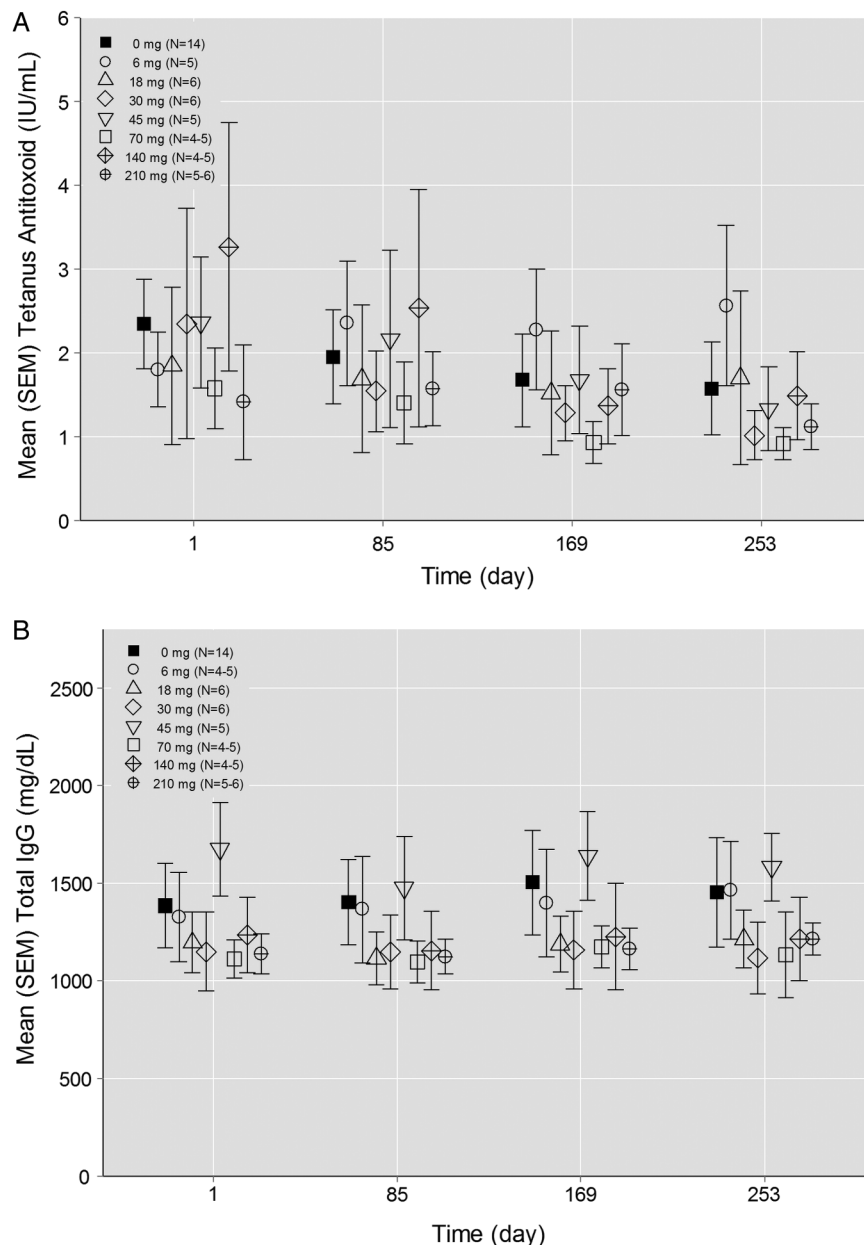 A
Mean (SEM) Tetanus Antitoxoid (IU/mL)
6
5
4
3
2
1
0
0 mg (N=14)
6 mg (N=5)
18 mg (N=6)
30 mg (N=6)
45 mg (N=5)
70 mg (N=4-5)
140 mg (N=4-5)
210 mg (N=5-6)
1 85 169 253
Time (day)
B
Mean (SEM) Total IgG (mg/dL)
2500
2000
1500
1000
500
0
0 mg (N=14)
6 mg (N=4-5)
18 mg (N=6)
30 mg (N=6)
45 mg (N=5)
70 mg (N=4-5)
140 mg (N=4-5)
210 mg (N=5-6)
1 85 169 253
Time (day)